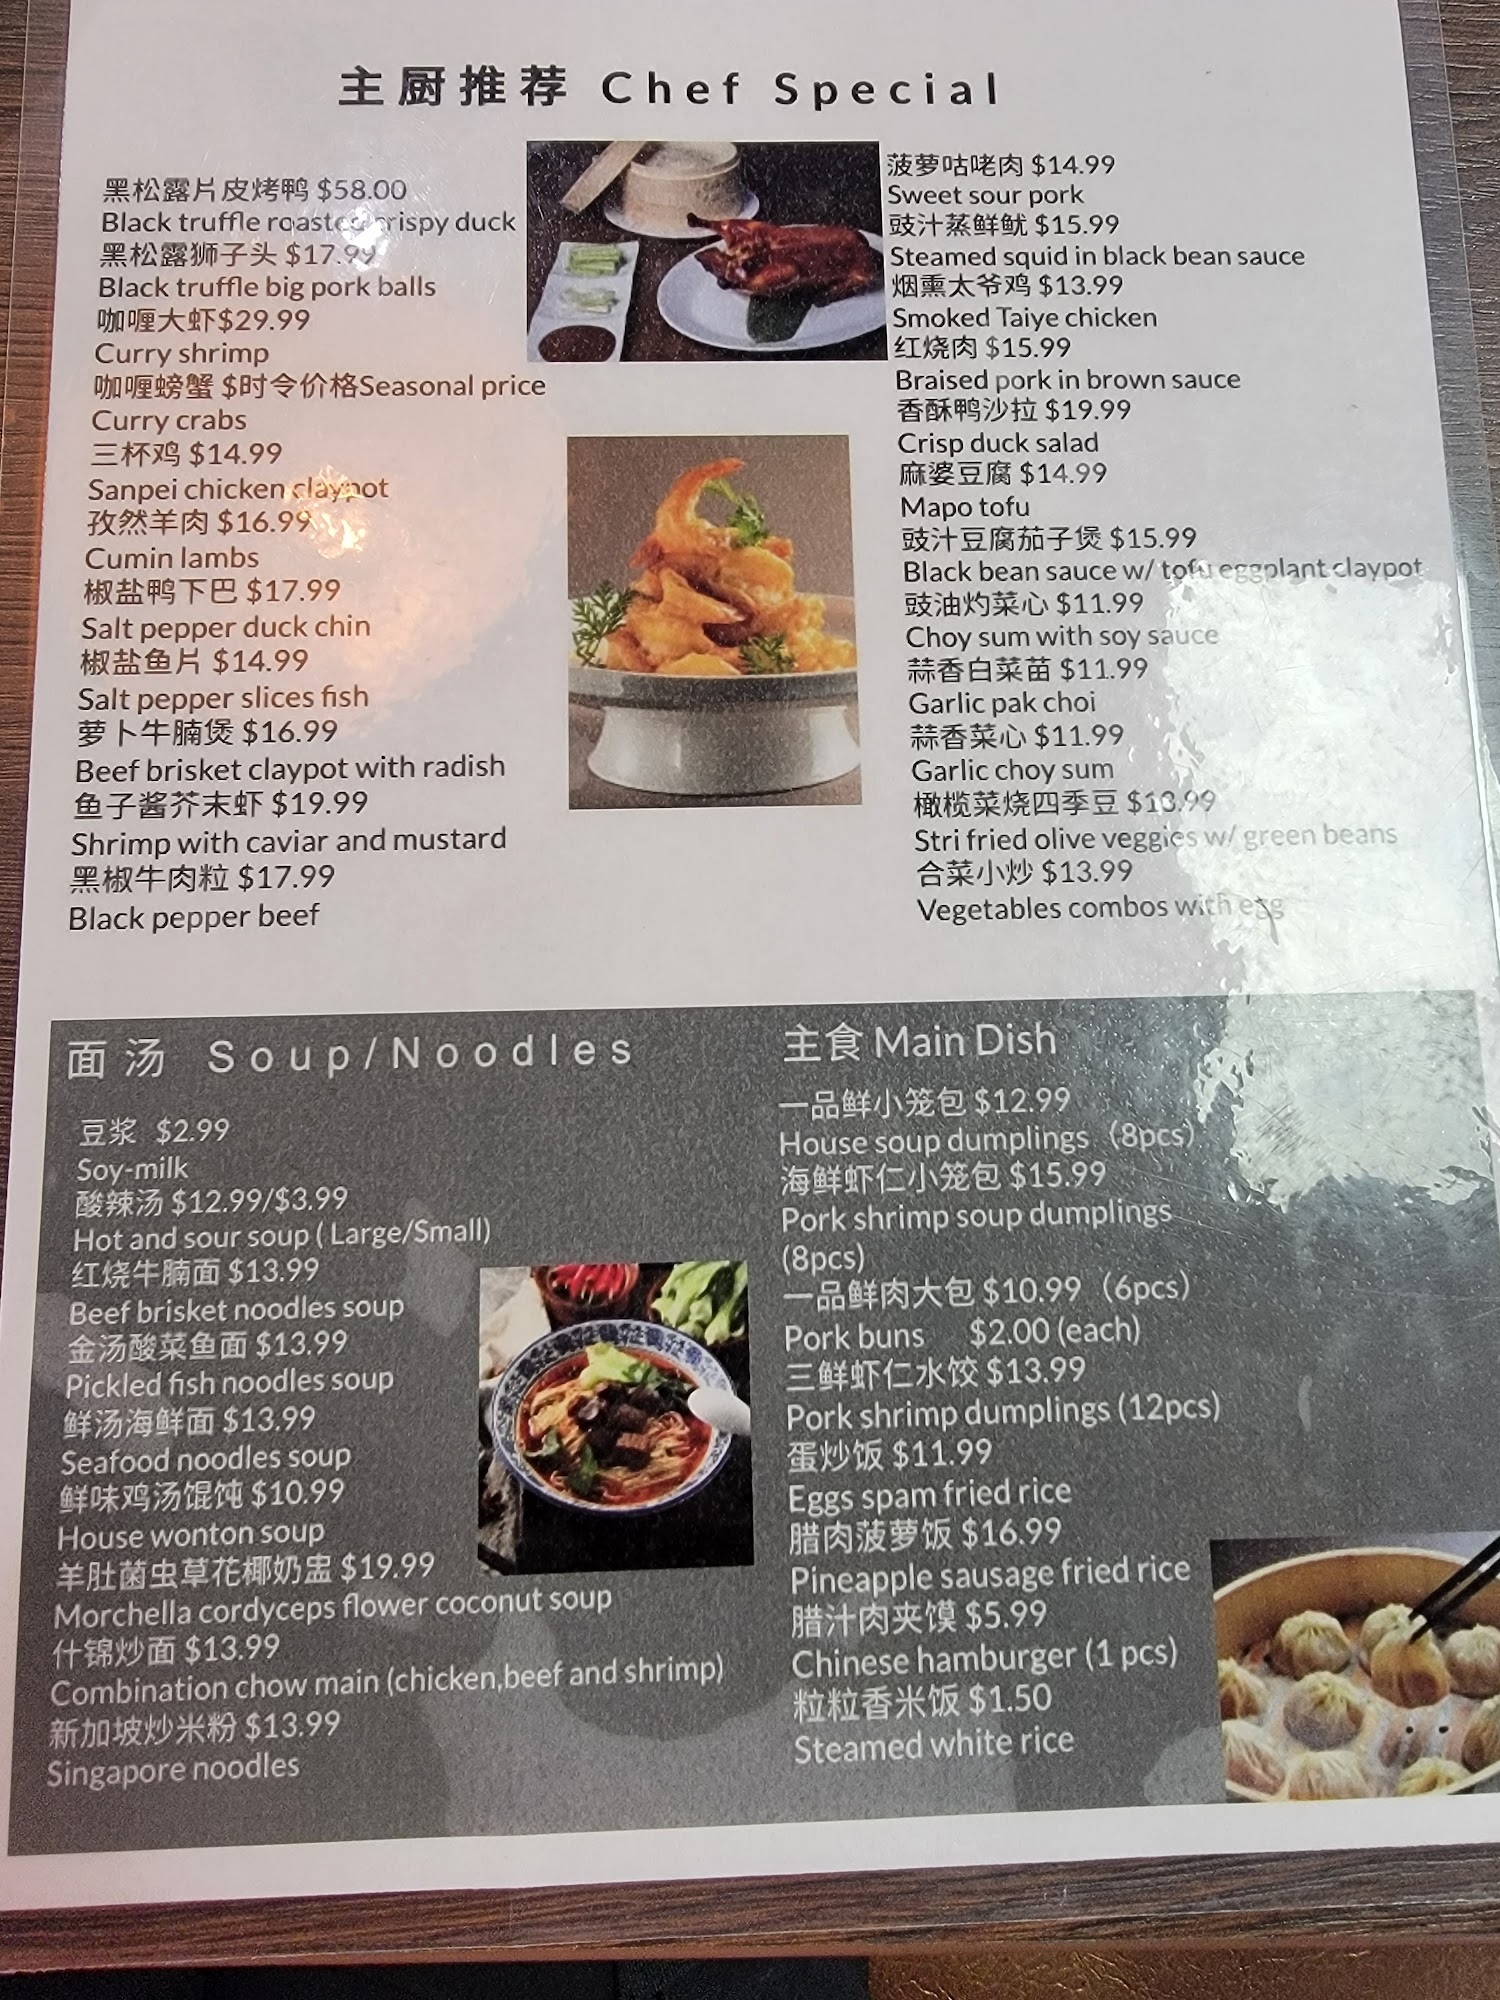 主厨推荐 Chef Special
黑松露片皮烤鸭 $58.00
Black truffle roasted crispy duck
黑松露狮子头 $17.99
Black truffle big pork balls
咖喱大虾$29.99
Curry shrimp
咖喱螃蟹 $时令价格Seasonal price
Curry crabs
三杯鸡 $14.99
Sanpei chicken claypot
孜然羊肉 $16.99
Cumin lambs
椒盐鸭下巴 $17.99
Salt pepper duck chin
椒盐鱼片 $14.99
Salt pepper slices fish
萝卜牛腩煲 $16.99
Beef brisket claypot with radish
鱼子酱芥末虾 $19.99
Shrimp with caviar and mustard
黑椒牛肉粒 $17.99
Black pepper beef
菠萝咕咾肉 $14.99
Sweet sour pork
豉汁蒸鲜鱿 $15.99
Steamed squid in black bean sauce
烟熏太爷鸡 $13.99
Smoked Taiye chicken
红烧肉 $15.99
Braised pork in brown sauce
香酥鸭沙拉 $19.99
Crisp duck salad
麻婆豆腐 $14.99
Mapo tofu
豉汁豆腐茄子煲 $15.99
Black bean sauce w/ tofu eggplant claypot
豉油灼菜心 $11.99
Choy sum with soy sauce
蒜香白菜苗 $11.99
Garlic pak choi
蒜香菜心 $11.99
Garlic choy sum
橄榄菜烧四季豆 $13.99
Stri fried olive veggies w/ green beans
合菜小炒 $13.99
Vegetables combos with egg
面汤 Soup/Noodles
豆浆 $2.99
Soy-milk
酸辣汤 $12.99/$3.99
Hot and sour soup ( Large/Small)
红烧牛腩面 $13.99
Beef brisket noodles soup
金汤酸菜鱼面 $13.99
Pickled fish noodles soup
鲜汤海鲜面 $13.99
Seafood noodles soup
鲜味鸡汤馄饨 $10.99
House wonton soup
羊肚菌虫草花椰奶盅 $19.99
Morchella cordyceps flower coconut soup
什锦炒面 $13.99
Combination chow main (chicken,beef and shrimp)
新加坡炒米粉 $13.99
Singapore noodles
主食 Main Dish
一品鲜小笼包 $12.99
House soup dumplings（8pcs）
海鲜虾仁小笼包 $15.99
Pork shrimp soup dumplings
(8pcs)
一品鲜肉大包 $10.99（6pcs）
Pork buns $2.00 (each)
三鲜虾仁水饺 $13.99
Pork shrimp dumplings (12pcs)
蛋炒饭 $11.99
Eggs spam fried rice
腊肉菠萝饭 $16.99
Pineapple sausage fried rice
腊汁肉夹馍 $5.99
Chinese hamburger (1 pcs)
粒粒香米饭 $1.50
Steamed white rice